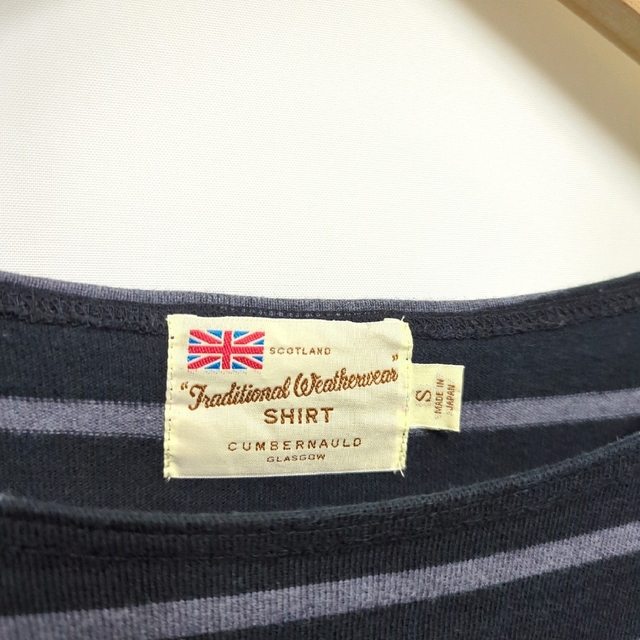 SCOTLAND
"Traditional Weatherwear"
SHIRT
CUMBERNAULD
GLASGOW
S
MADE IN
JAPAN